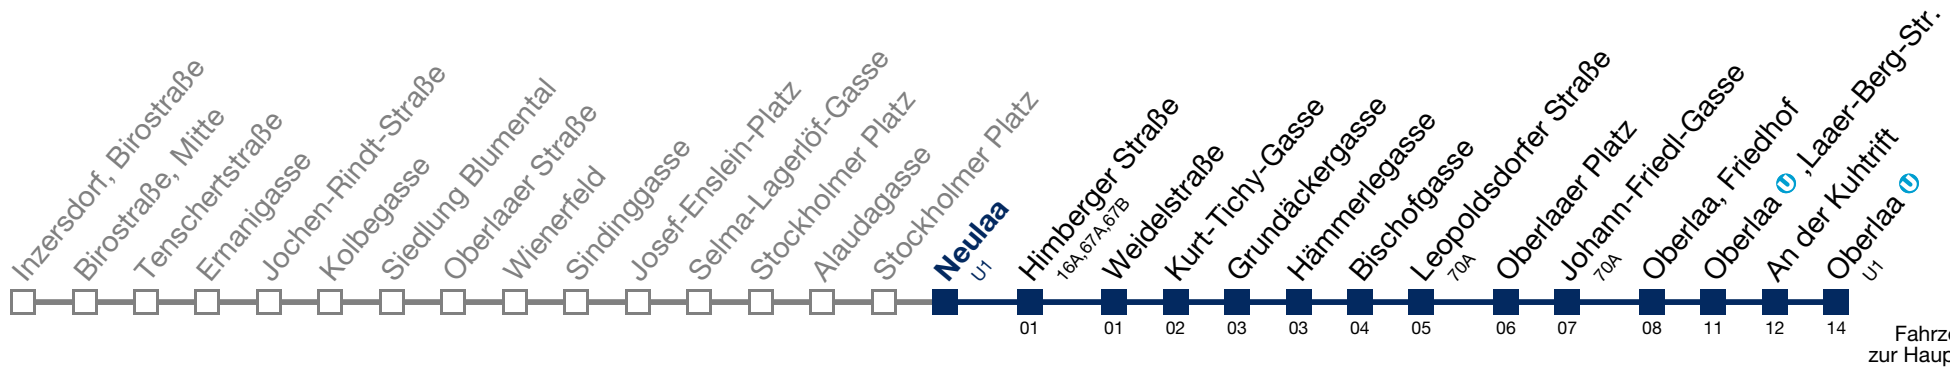 Inzersdorf, Birostraße
Birostraße, Mitte
Tenschertstraße
Ernanigasse
Jochen-Rindt-Straße
Kolbegasse
Siedlung Blumental
Oberlaaer Straße
Wienerfeld
Sindinggasse
Josef-Enslein-Platz
Selma-Lagerlöf-Gasse
Stockholmer Platz
Alaudagasse
Stockholmer Platz
Neulaa
U1
Himberger Straße
16A,67A,67B
Weidelstraße
Kurt-Tichy-Gasse
Grundäckergasse
Hämmerlegasse
Bischofgasse
Leopoldsdorfer Straße
70A
Oberlaaer Platz
Johann-Friedl-Gasse
70A
Oberlaa, Friedhof
Oberlaa U ,Laaer-Berg-Str.
An der Kuhtrift
Oberlaa U
U1
01 01 02 03 03 04 05 06 07 08 11 12 14